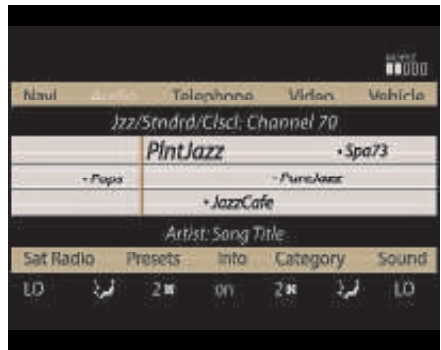 Navi Audio Telephone Video Vehicle
Jzz/Stndrd/Clscl: Channel 70
PlntJazz • Spa73
• Pops • PureJazz
• JazzCafe
Artist: Song Title
Sat Radio Presets Info Category Sound
LO 2 on 2 LO